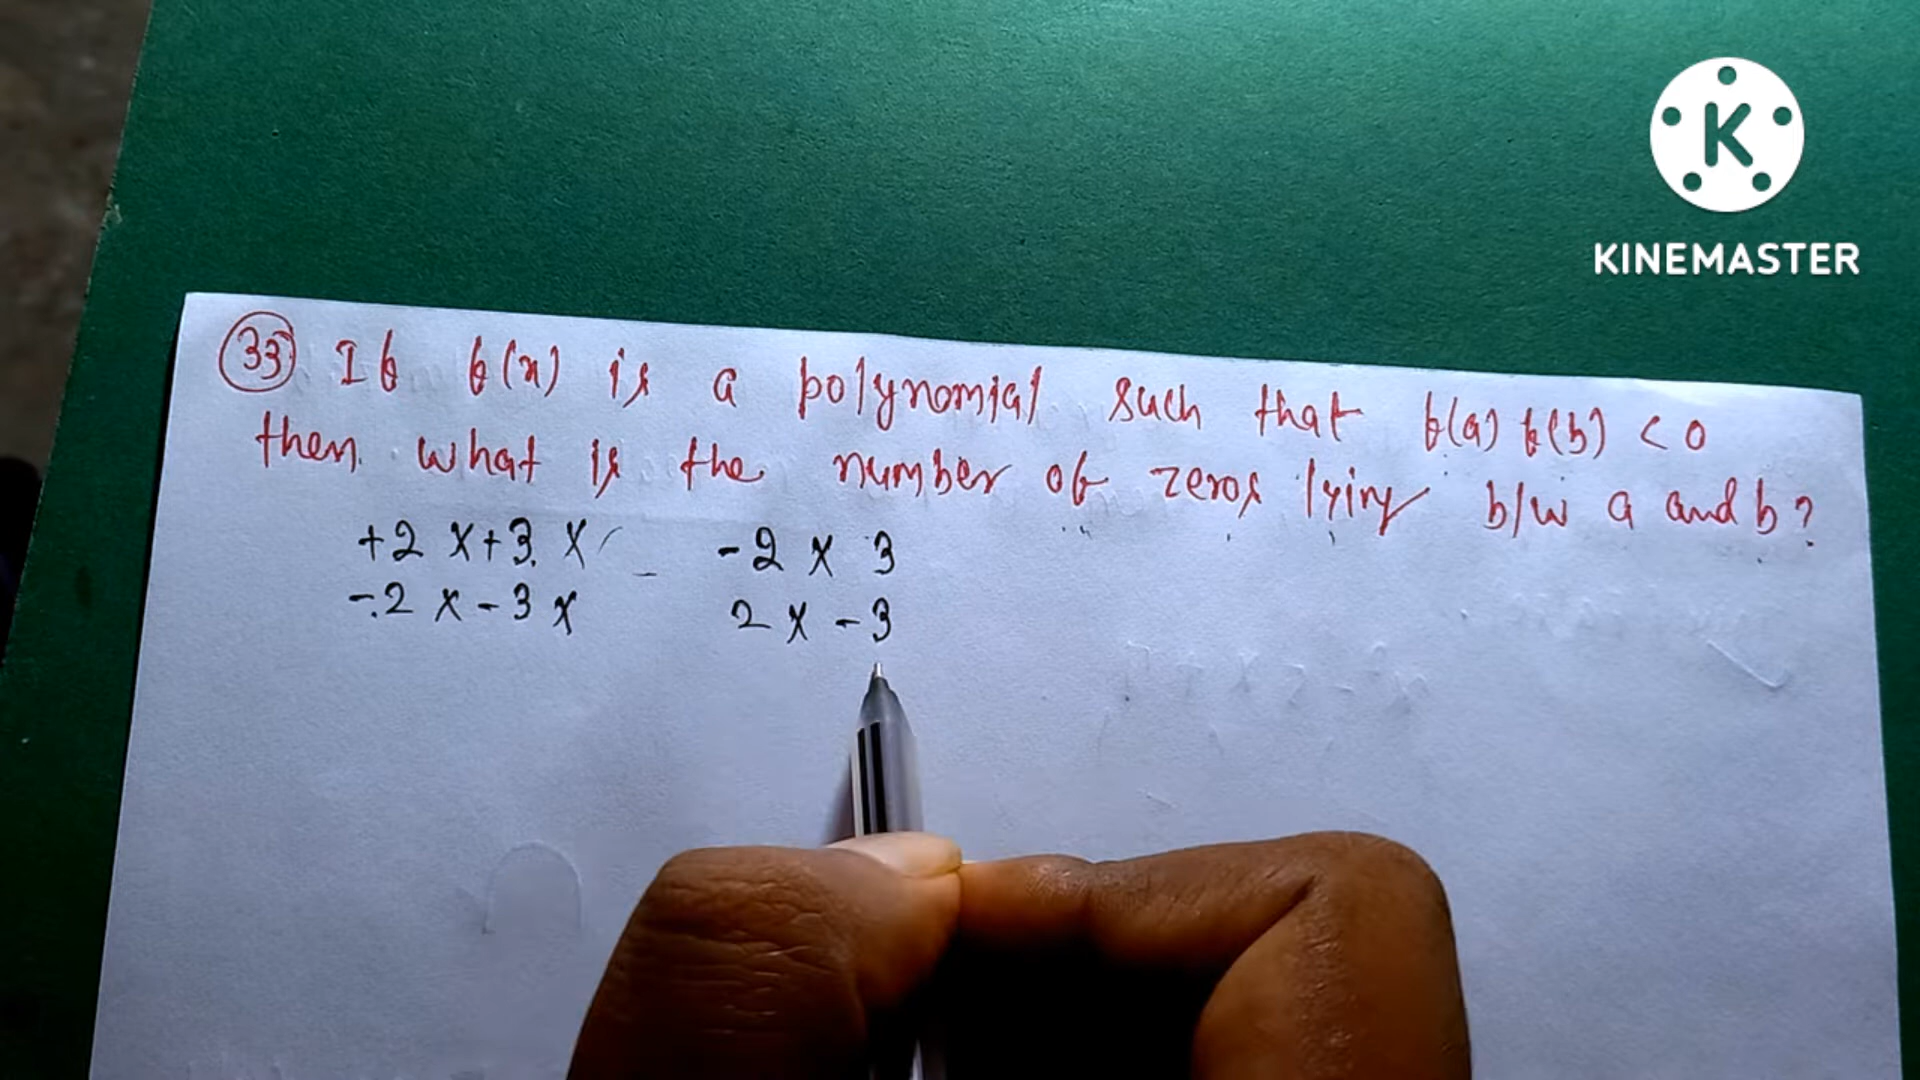 K
KINEMASTER
33 If f(x) is a polynomial such that f(a) f(b) < 0
then what is the number of zeros lying b/w a and b?
+2 x +3 x - 2 x 3
-2 x - 3 x 2 x - 3